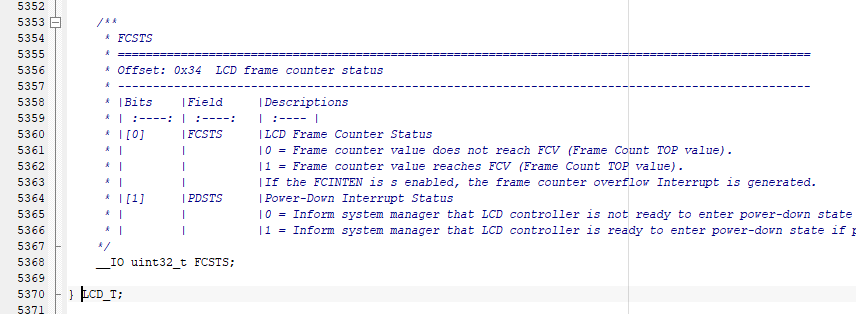 5352
5353 /**
5354 * FCSTS
5355 * ===================================================================================================
5356 * Offset: 0x34  LCD frame counter status
5357 * ---------------------------------------------------------------------------------------------------
5358 * |Bits    |Field     |Descriptions
5359 * | :----: | :----:   | :---- |
5360 * |[0]     |FCSTS     |LCD Frame Counter Status
5361 * |        |          |0 = Frame counter value does not reach FCV (Frame Count TOP value).
5362 * |        |          |1 = Frame counter value reaches FCV (Frame Count TOP value).
5363 * |        |          |If the FCINTEN is s enabled, the frame counter overflow Interrupt is generated.
5364 * |[1]     |PDSTS     |Power-Down Interrupt Status
5365 * |        |          |0 = Inform system manager that LCD controller is not ready to enter power-down state
5366 * |        |          |1 = Inform system manager that LCD controller is ready to enter power-down state if p
5367 */
5368 __IO uint32_t FCSTS;
5369
5370 } LCD_T;
5371